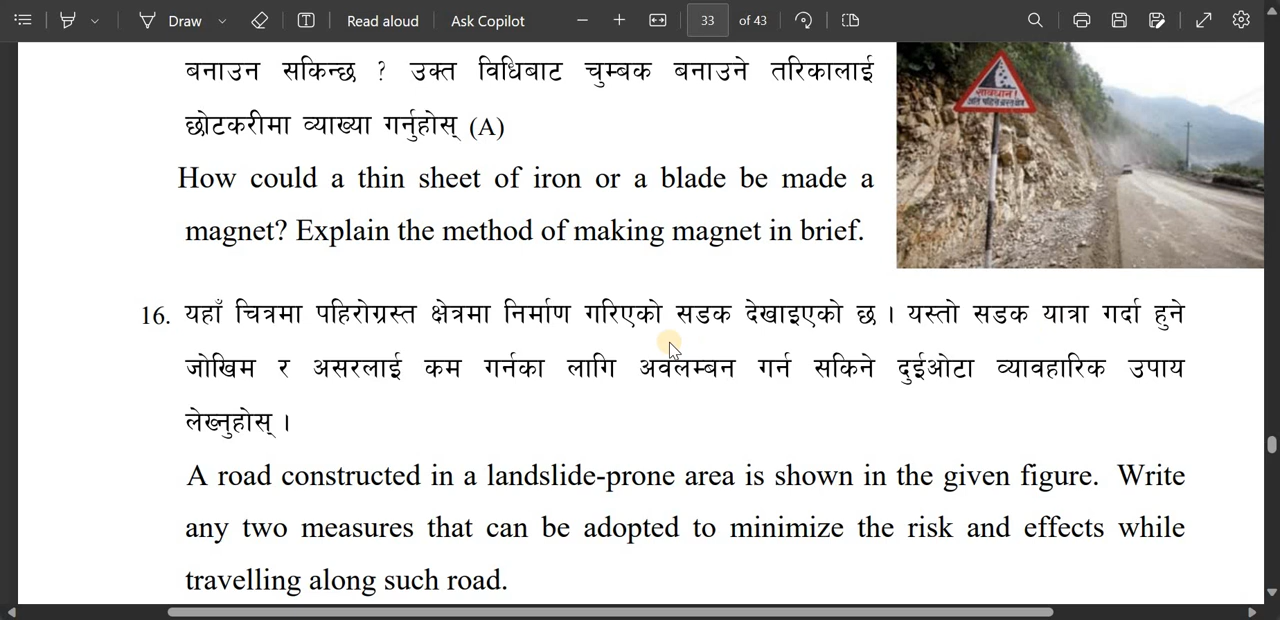 Draw
Read aloud
Ask Copilot
33 of 43
बनाउन सकिन्छ ? उक्त विधिबाट चुम्बक बनाउने तरिकालाई
छोटकरीमा व्याख्या गर्नुहोस् (A)
How could a thin sheet of iron or a blade be made a
magnet? Explain the method of making magnet in brief.
सावधान !
16. यहाँ चित्रमा पहिरोग्रस्त क्षेत्रमा निर्माण गरिएको सडक देखाइएको छ । यस्तो सडक यात्रा गर्दा हुने
जोखिम र असरलाई कम गर्नका लागि अवलम्बन गर्न सकिने दुईओटा व्यावहारिक उपाय
लेख्नुहोस् ।
A road constructed in a landslide-prone area is shown in the given figure. Write
any two measures that can be adopted to minimize the risk and effects while
travelling along such road.